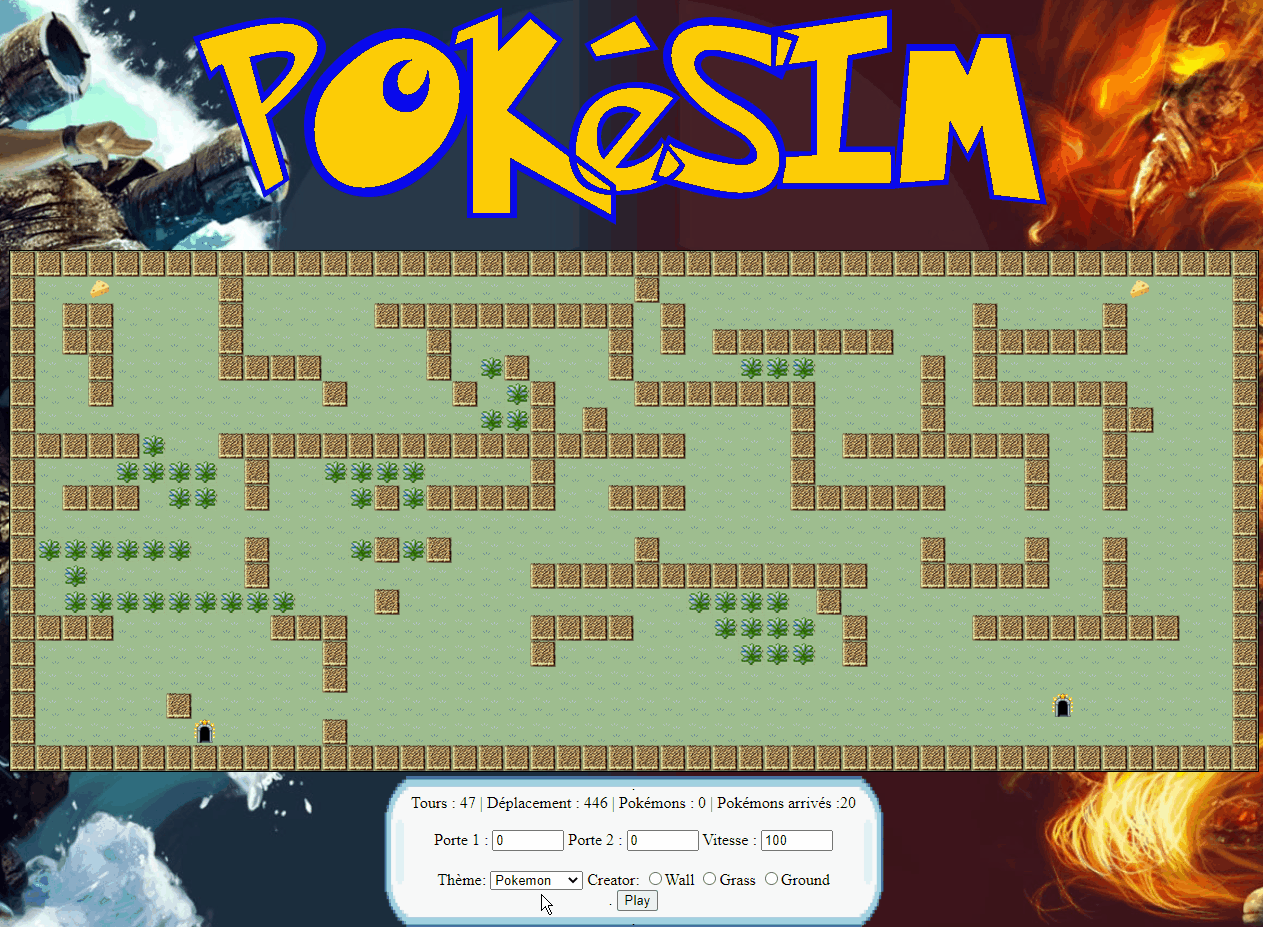 POKéSIM
Tours : 47 | Déplacement : 446 | Pokémons : 0 | Pokémons arrivés :20
Porte 1 : 0 Porte 2 : 0 Vitesse : 100
Thème: Pokemon Creator: Wall Grass Ground
. Play